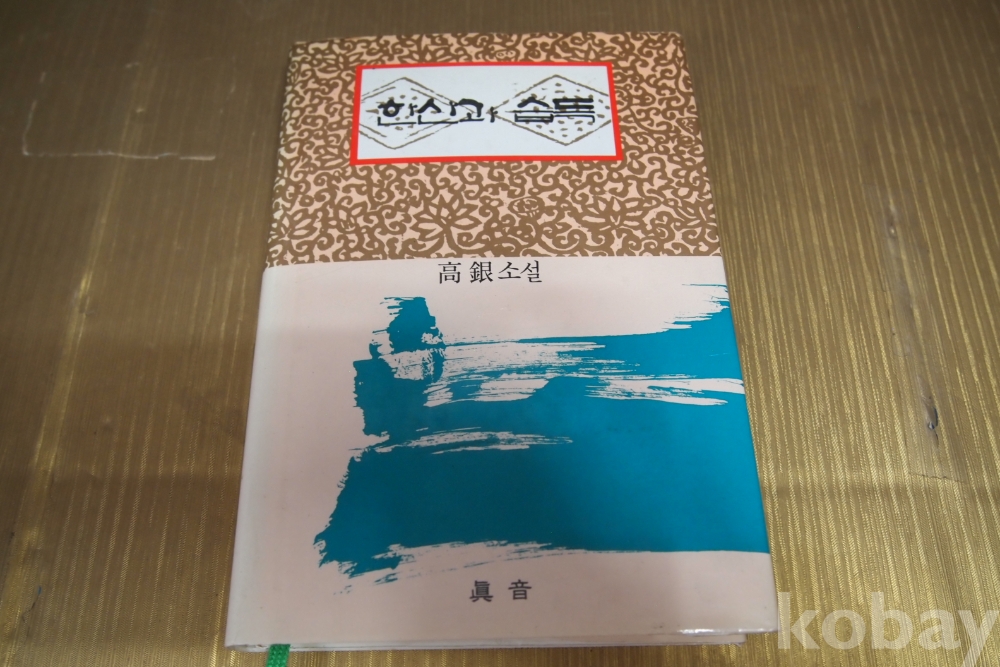 한산과 습득
高銀 소설
眞音
kobay